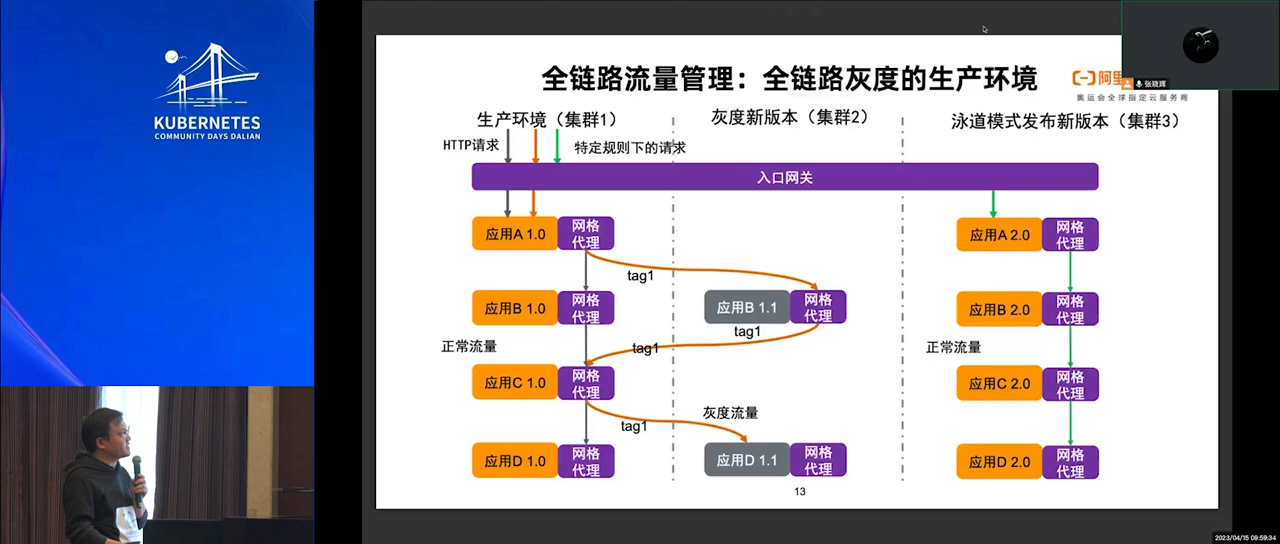 KUBERNETES
COMMUNITY DAYS DALIAN
全链路流量管理：全链路灰度的生产环境
阿里
张晓辉
奥运会全球指定云服务商
生产环境（集群1）
灰度新版本（集群2）
泳道模式发布新版本（集群3）
HTTP请求
特定规则下的请求
入口网关
应用A 1.0
网格
代理
应用A 2.0
网格
代理
tag1
应用B 1.0
网格
代理
应用B 1.1
网格
代理
应用B 2.0
网格
代理
tag1
正常流量
tag1
正常流量
应用C 1.0
网格
代理
应用C 2.0
网格
代理
灰度流量
tag1
应用D 1.0
网格
代理
应用D 1.1
网格
代理
应用D 2.0
网格
代理
13
2023/04/15 09:59:34